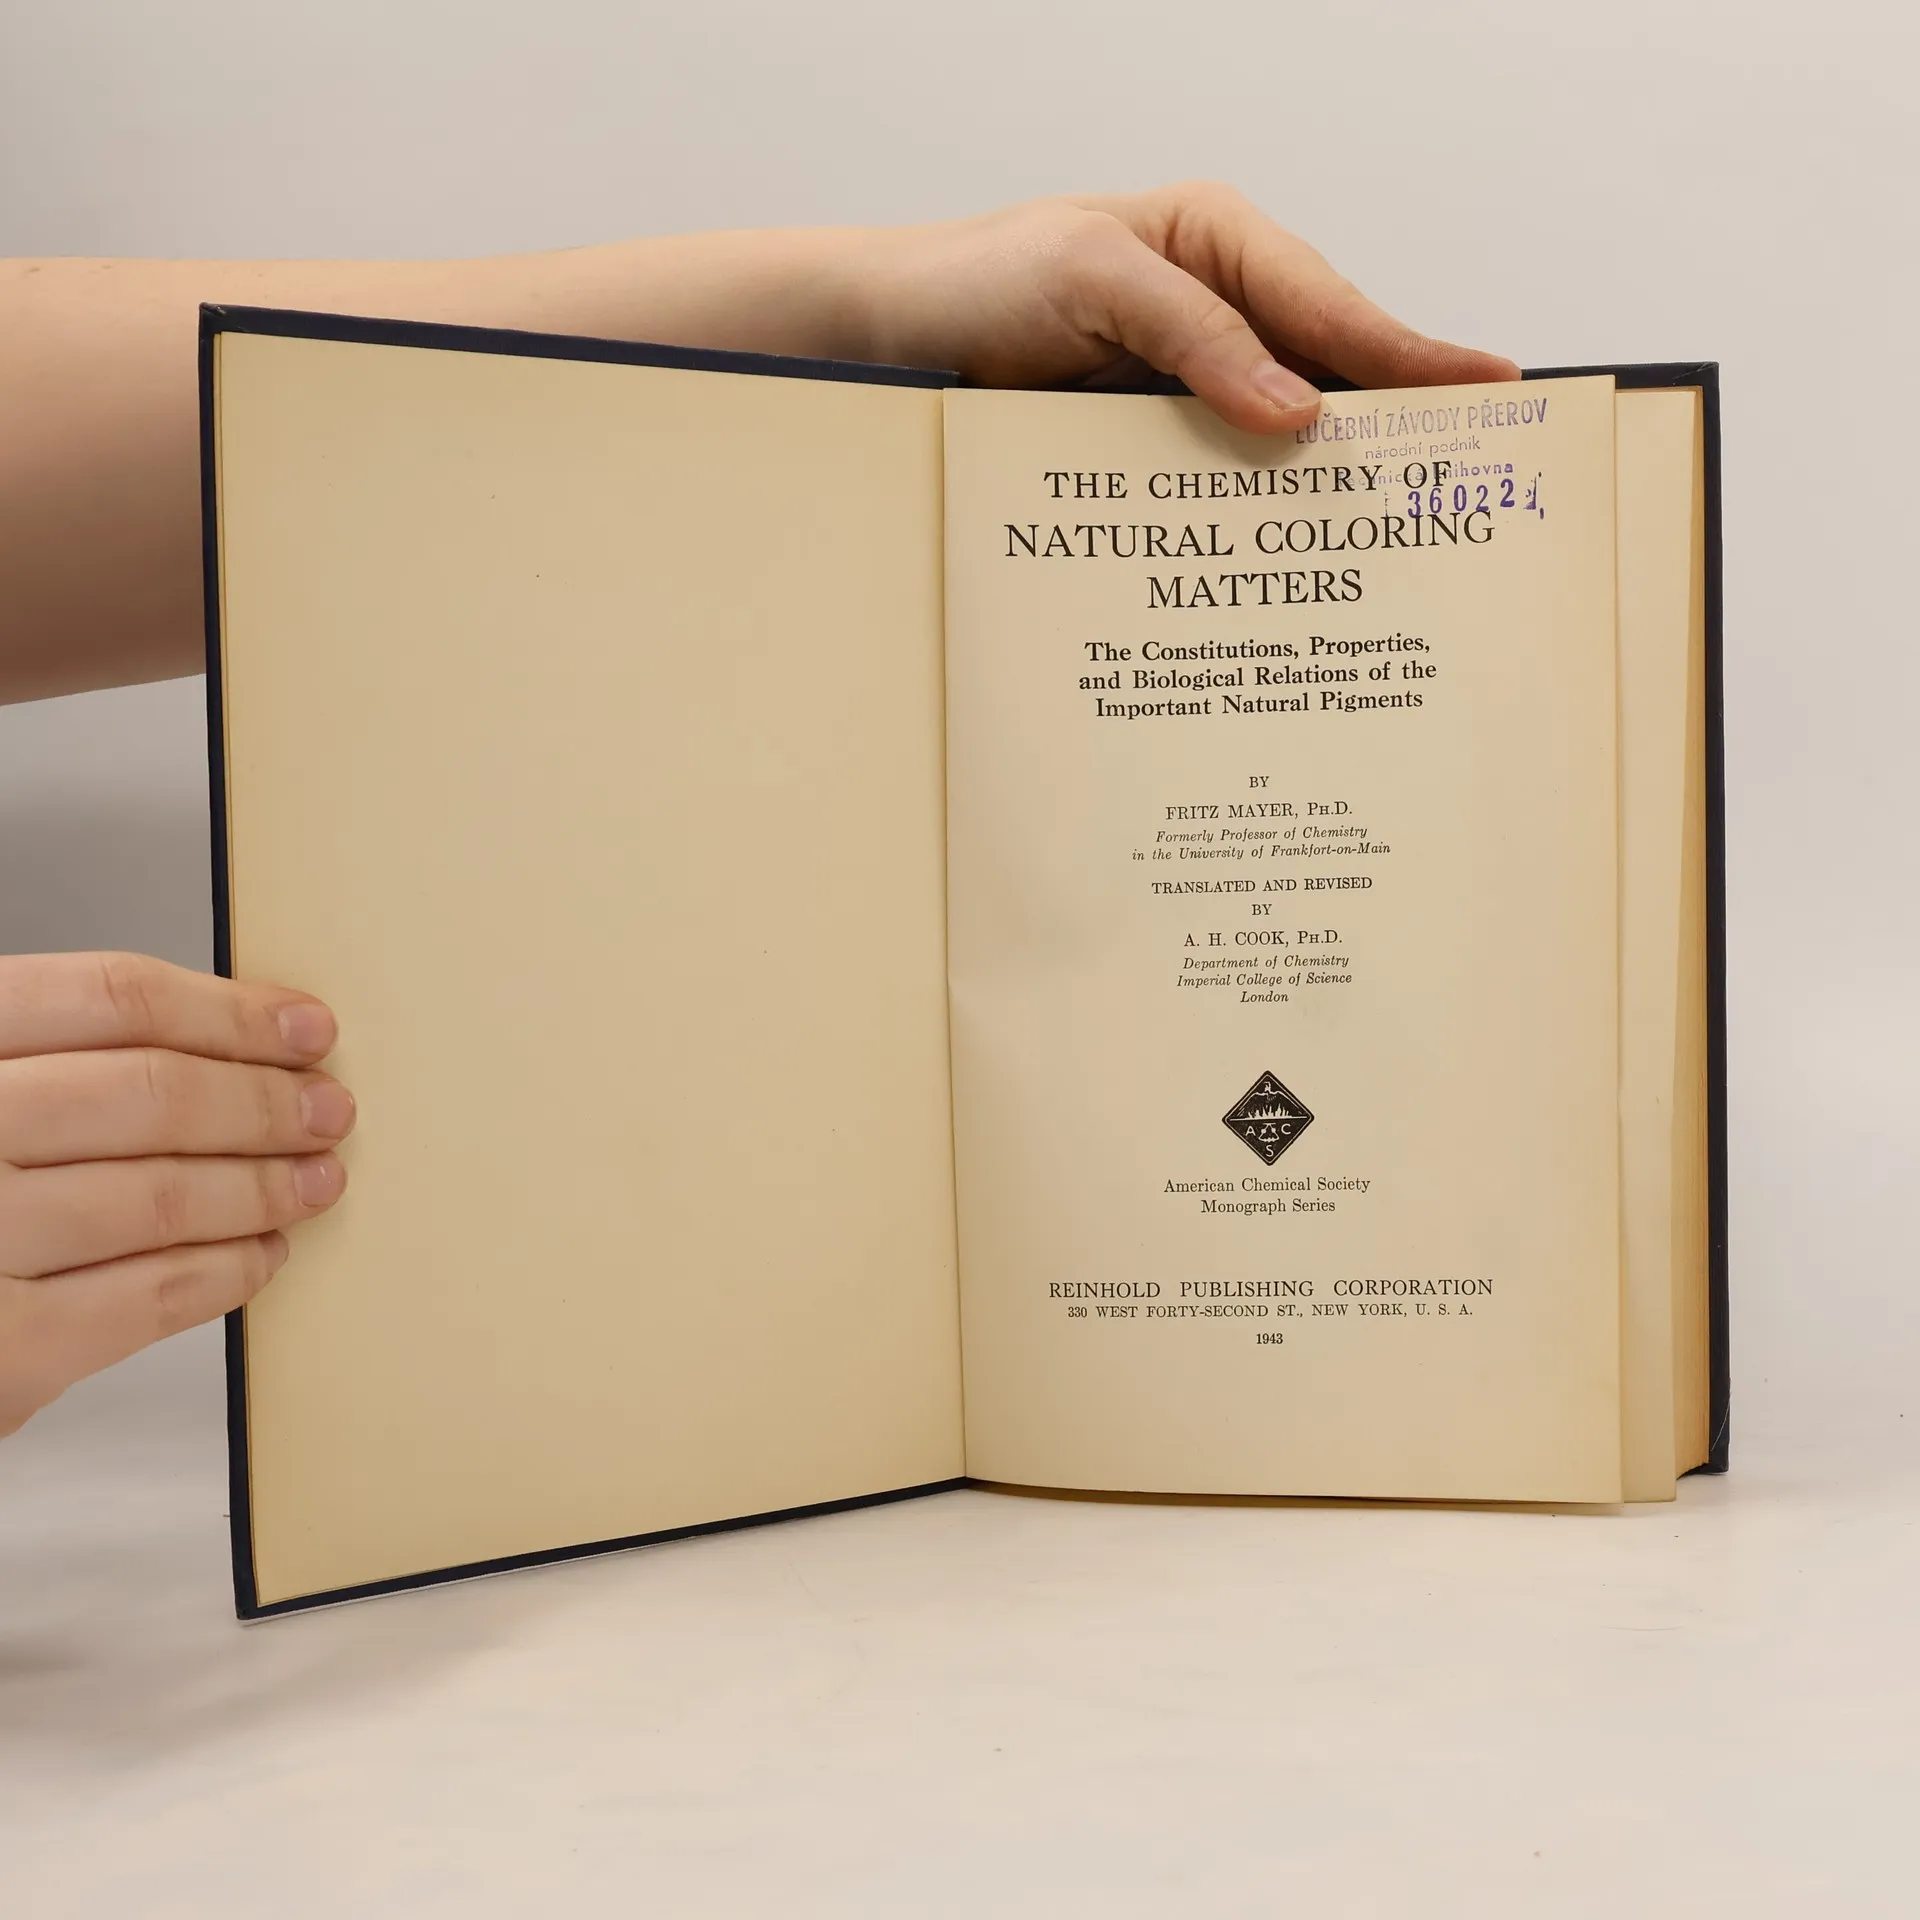 LUČEBNÍ ZÁVODY PŘEROV
národní podnik
technická knihovna
36022
THE CHEMISTRY OF
NATURAL COLORING
MATTERS
The Constitutions, Properties,
and Biological Relations of the
Important Natural Pigments
BY
FRITZ MAYER, PH.D.
Formerly Professor of Chemistry
in the University of Frankfort-on-Main
TRANSLATED AND REVISED
BY
A. H. COOK, PH.D.
Department of Chemistry
Imperial College of Science
London
A C
S
American Chemical Society
Monograph Series
REINHOLD PUBLISHING CORPORATION
330 WEST FORTY-SECOND ST., NEW YORK, U. S. A.
1943